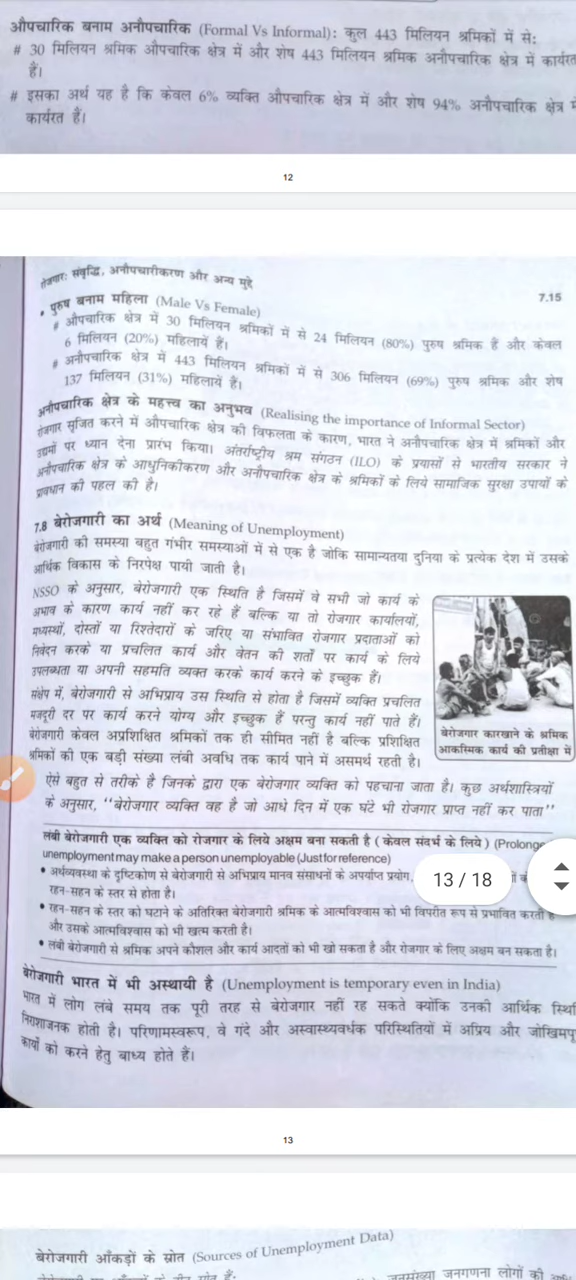 औपचारिक बनाम अनौपचारिक (Formal Vs Informal): कुल 443 मिलियन श्रमिकों में से:
# 30 मिलियन श्रमिक औपचारिक क्षेत्र में और शेष 443 मिलियन श्रमिक अनौपचारिक क्षेत्र में कार्यरत
हैं।
# इसका अर्थ यह है कि केवल 6% व्यक्ति औपचारिक क्षेत्र में और शेष 94% अनौपचारिक क्षेत्र में
कार्यरत हैं।
12
रोजगार: संवृद्धि, अनौपचारीकरण और अन्य मुद्दे
7.15
• पुरुष बनाम महिला (Male Vs Female)
# औपचारिक क्षेत्र में 30 मिलियन श्रमिकों में से 24 मिलियन (80%) पुरुष श्रमिक हैं और केवल
6 मिलियन (20%) महिलायें हैं।
# अनौपचारिक क्षेत्र में 443 मिलियन श्रमिकों में से 306 मिलियन (69%) पुरुष श्रमिक और शेष
137 मिलियन (31%) महिलायें हैं।
अनौपचारिक क्षेत्र के महत्त्व का अनुभव (Realising the importance of Informal Sector)
रोजगार सृजित करने में औपचारिक क्षेत्र की विफलता के कारण, भारत ने अनौपचारिक क्षेत्र में श्रमिकों और
उद्यमों पर ध्यान देना प्रारंभ किया। अंतर्राष्ट्रीय श्रम संगठन (ILO) के प्रयासों से भारतीय सरकार ने
अनौपचारिक क्षेत्र के आधुनिकीकरण और अनौपचारिक क्षेत्र के श्रमिकों के लिये सामाजिक सुरक्षा उपायों के
प्रावधान की पहल की है।
7.8 बेरोजगारी का अर्थ (Meaning of Unemployment)
बेरोजगारी की समस्या बहुत गंभीर समस्याओं में से एक है जोकि सामान्यतया दुनिया के प्रत्येक देश में उसके
आर्थिक विकास के निरपेक्ष पायी जाती है।
NSSO के अनुसार, बेरोजगारी एक स्थिति है जिसमें वे सभी जो कार्य के
अभाव के कारण कार्य नहीं कर रहे हैं बल्कि या तो रोजगार कार्यालयों,
मध्यस्थों, दोस्तों या रिश्तेदारों के जरिए या संभावित रोजगार प्रदाताओं को
निवेदन करके या प्रचलित कार्य और वेतन की शर्तों पर कार्य के लिये
उपलब्धता या अपनी सहमति व्यक्त करके कार्य करने के इच्छुक हैं।
संक्षेप में, बेरोजगारी से अभिप्राय उस स्थिति से होता है जिसमें व्यक्ति प्रचलित
मजदूरी दर पर कार्य करने योग्य और इच्छुक हैं परन्तु कार्य नहीं पाते हैं।
बेरोजगारी केवल अप्रशिक्षित श्रमिकों तक ही सीमित नहीं है बल्कि प्रशिक्षित
श्रमिकों की एक बड़ी संख्या लंबी अवधि तक कार्य पाने में असमर्थ रहती है।
बेरोजगार कारखाने के श्रमिक
आकस्मिक कार्य की प्रतीक्षा में
ऐसे बहुत से तरीके है जिनके द्वारा एक बेरोजगार व्यक्ति को पहचाना जाता है। कुछ अर्थशास्त्रियों
के अनुसार, "बेरोजगार व्यक्ति वह है जो आधे दिन में एक घंटे भी रोजगार प्राप्त नहीं कर पाता"
लंबी बेरोजगारी एक व्यक्ति को रोजगार के लिये अक्षम बना सकती है (केवल संदर्भ के लिये) (Prolonge
unemployment may make a person unemployable (Just for reference)
• अर्थव्यवस्था के दृष्टिकोण से बेरोजगारी से अभिप्राय मानव संसाधनों के अपर्याप्त प्रयोग,
13 / 18
रहन-सहन के स्तर से होता है।
• रहन-सहन के स्तर को घटाने के अतिरिक्त बेरोजगारी श्रमिक के आत्मविश्वास को भी विपरीत रूप से प्रभावित करती है
और उसके आत्मविश्वास को भी खत्म करती है।
• लंबी बेरोजगारी से श्रमिक अपने कौशल और कार्य आदतों को भी खो सकता है और रोजगार के लिए अक्षम बन सकता है।
बेरोजगारी भारत में भी अस्थायी है (Unemployment is temporary even in India)
भारत में लोग लंबे समय तक पूरी तरह से बेरोजगार नहीं रह सकते क्योंकि उनकी आर्थिक स्थि
निराशाजनक होती है। परिणामस्वरूप, वे गंदे और अस्वास्थ्यवर्धक परिस्थितियों में अप्रिय और जोखिमपू
कार्यों को करने हेतु बाध्य होते हैं।
13
बेरोजगारी आँकड़ों के स्रोत (Sources of Unemployment Data)
जनसंख्या जनगणना लोगों की